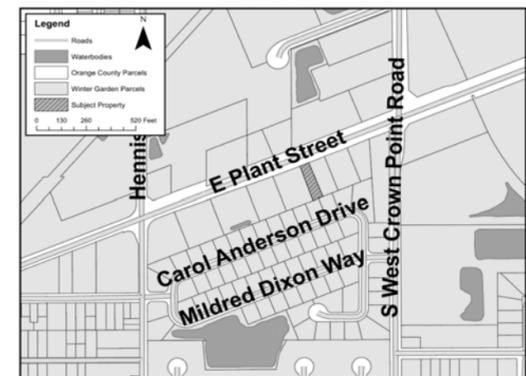 Legend
Roads
Waterbodies
Orange County Parcels
Winter Garden Parcels
Subject Property
0 130 260 520 Feet
N
Hennis
E Plant Street
S West Crown Point Road
Carol Anderson Drive
Mildred Dixon Way